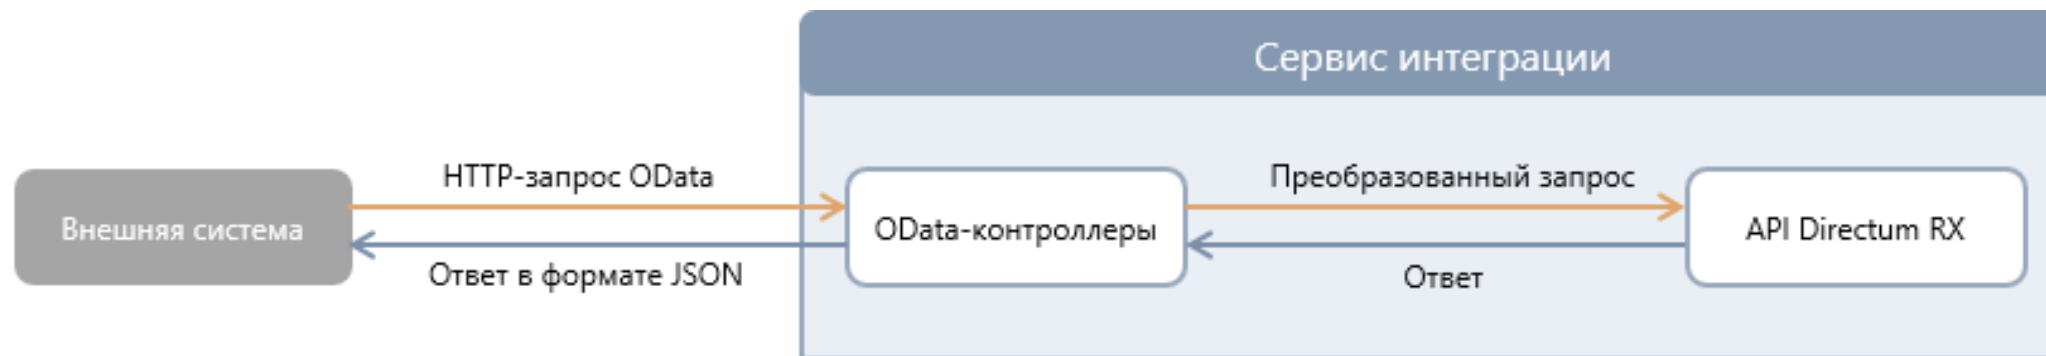 Сервис интеграции
HTTP-запрос OData
Преобразованный запрос
Внешняя система
OData-контроллеры
API Directum RX
Ответ в формате JSON
Ответ